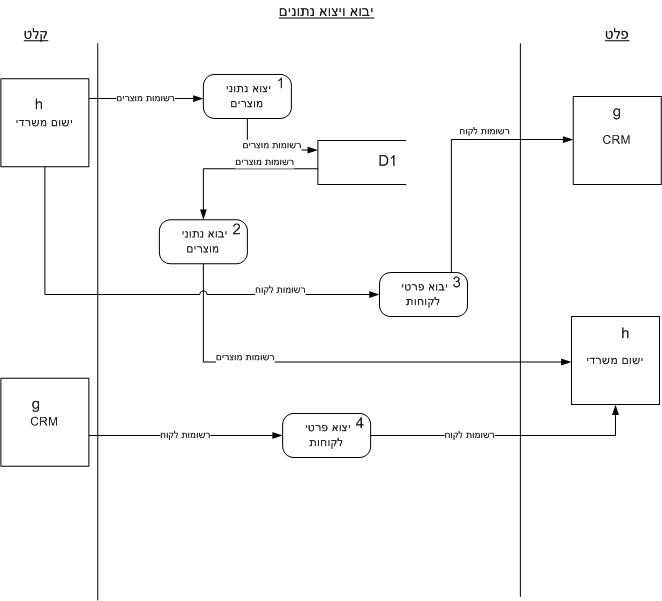 יבוא ויצוא נתונים
קלט
פלט
h
ישום משרדי
רשומות מוצרים
1
יצוא נתוני
מוצרים
רשומות מוצרים
D1
רשומות מוצרים
רשומות לקוח
g
CRM
2
יבוא נתוני
מוצרים
רשומות לקוח
3
יבוא פרטי
לקוחות
רשומות מוצרים
h
ישום משרדי
g
CRM
רשומות לקוח
4
יצוא פרטי
לקוחות
רשומות לקוח